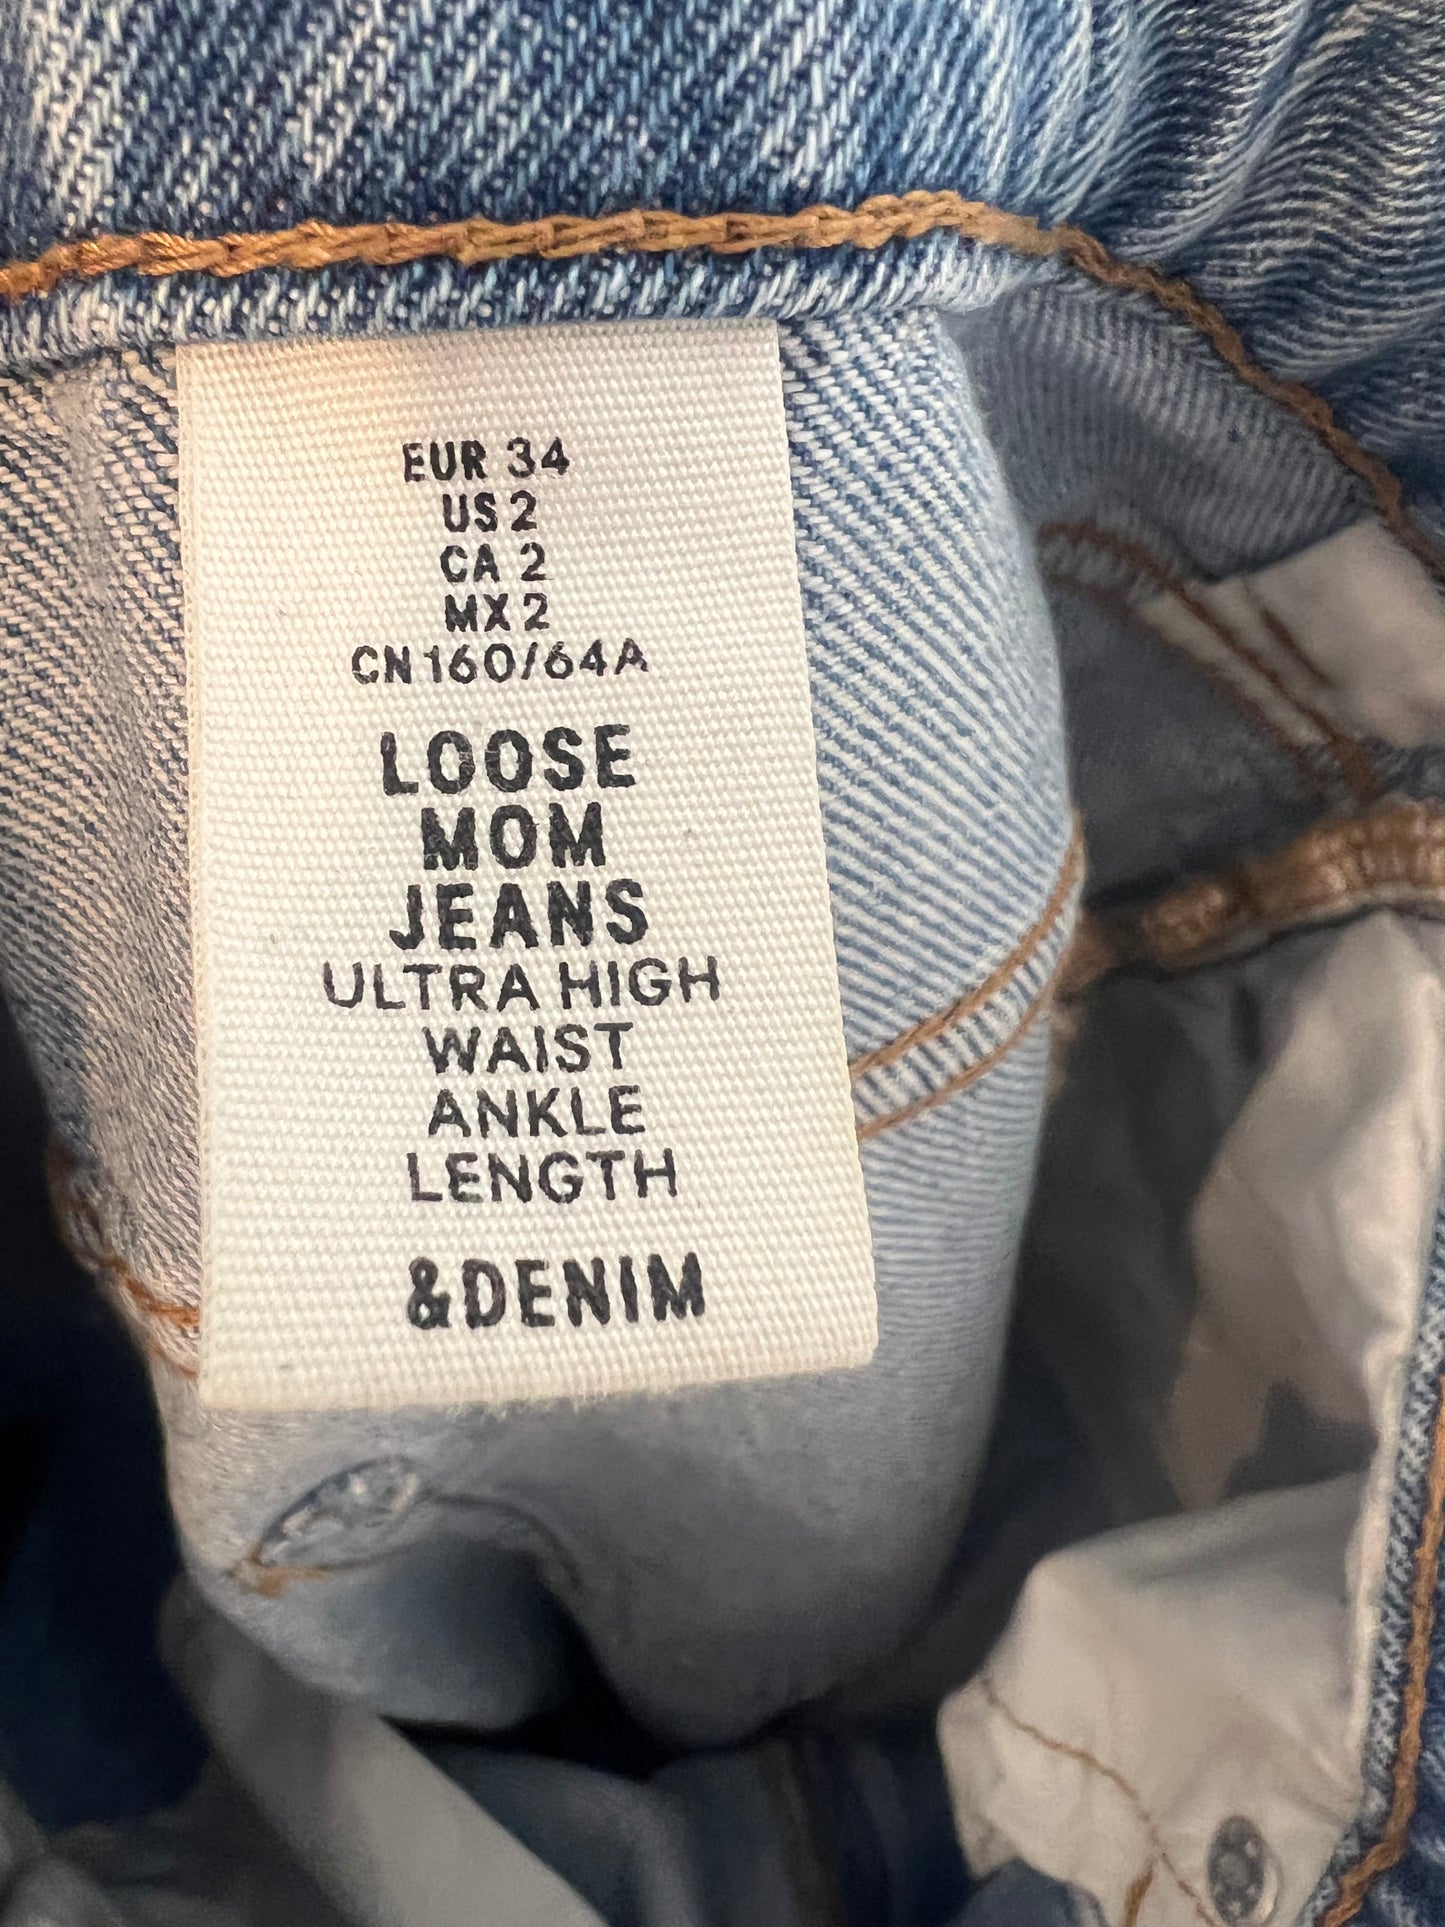 EUR 34
US 2
CA 2
MX 2
CN 160/64A
LOOSE
MOM
JEANS
ULTRA HIGH
WAIST
ANKLE
LENGTH
&DENIM